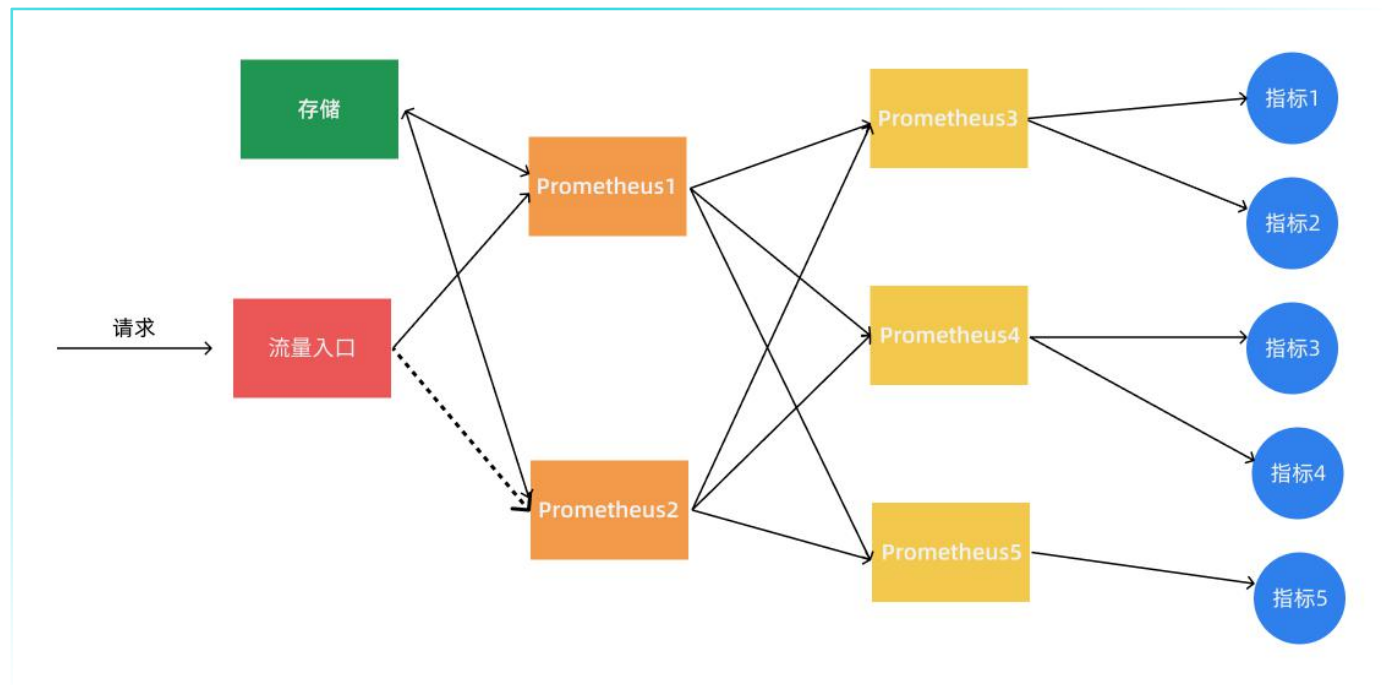 存储
Prometheus1
Prometheus3
指标1
指标2
请求
流量入口
Prometheus4
指标3
指标4
Prometheus2
Prometheus5
指标5